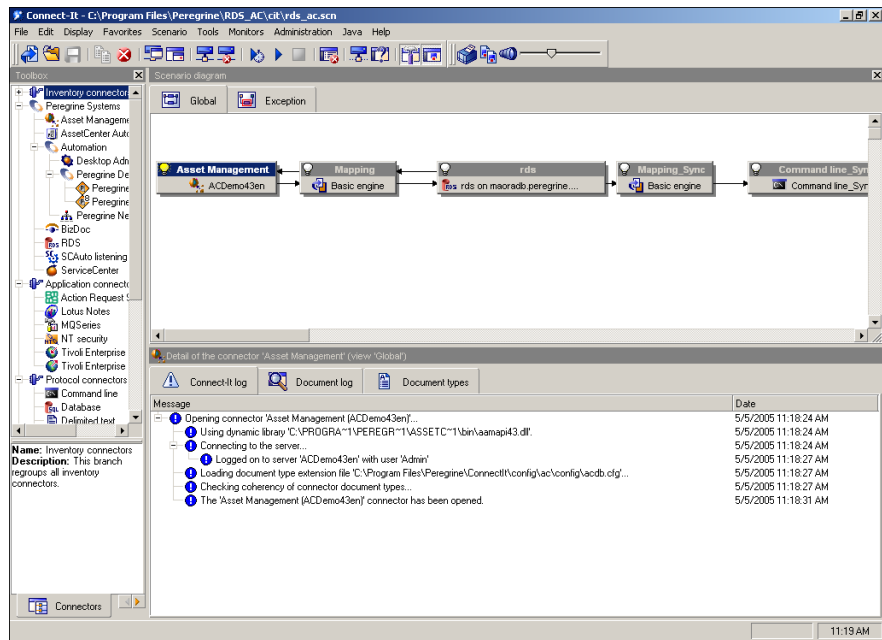 Connect-It - C:\Program Files\Peregrine\RDS_AC\cit\rds_ac.scn
File Edit Display Favorites Scenario Tools Monitors Administration Java Help
Toolbox
Inventory connector
Peregrine Systems
Asset Manageme
AssetCenter Auto
Automation
Desktop Adn
Peregrine De
Peregrine
Peregrine
Peregrine Ne
BizDoc
RDS
SCAuto listening
ServiceCenter
Application connecto
Action Request S
Lotus Notes
MQSeries
NT security
Tivoli Enterprise
Tivoli Enterprise
Protocol connectors
Command line
Database
Delimited text
Name: Inventory connectors
Description: This branch
regroups all inventory
connectors.
Connectors
Scenario diagram
Global Exception
Asset Management
ACDemo43en
Mapping
Basic engine
rds
rds on maoradb.peregrine....
Mapping_Sync
Basic engine
Command line_Syn
Command line_Syn
Detail of the connector 'Asset Management' (view 'Global')
Connect-It log Document log Document types
Message Date
Opening connector 'Asset Management (ACDemo43en)'... 5/5/2005 11:18:24 AM
Using dynamic library 'C:\PROGRA~1\PEREGR~1\ASSETC~1\bin\aamapi43.dll'. 5/5/2005 11:18:24 AM
Connecting to the server... 5/5/2005 11:18:24 AM
Logged on to server 'ACDemo43en' with user 'Admin' 5/5/2005 11:18:27 AM
Loading document type extension file 'C:\Program Files\Peregrine\ConnectIt\config\ac\config\acdb.cfg'... 5/5/2005 11:18:27 AM
Checking coherency of connector document types... 5/5/2005 11:18:27 AM
The 'Asset Management (ACDemo43en)' connector has been opened. 5/5/2005 11:18:31 AM
11:19 AM